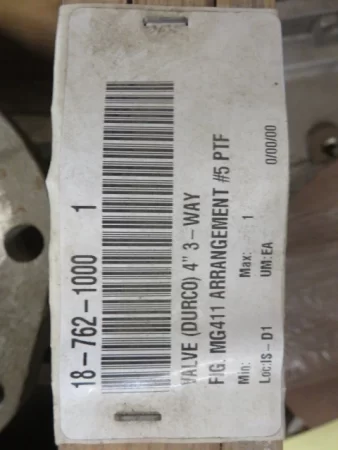 18-762-1000 1
VALVE (DURCO) 4" 3-WAY
FIG. MG411 ARRANGEMENT #5 PTF
Min: Max: 1 0/00/00
Loc:IS-D1 UM: EA